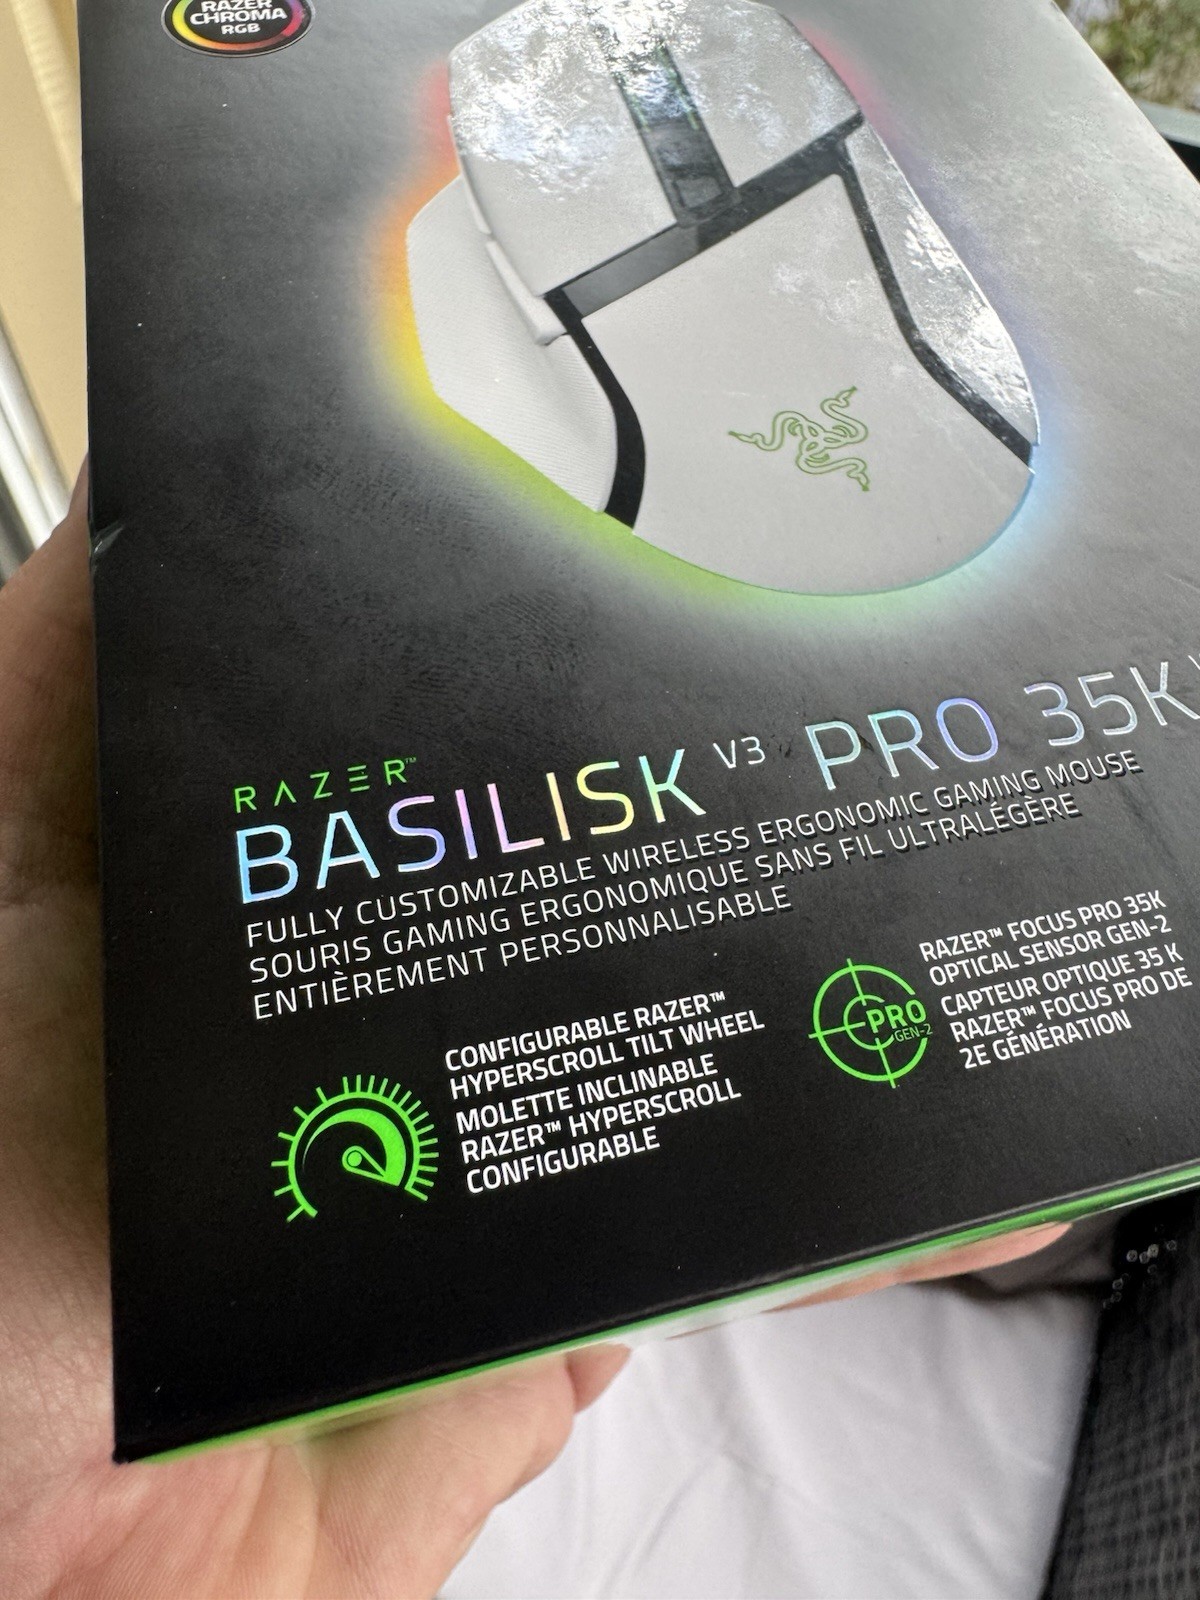 RAZER
CHROMA
RGB
RAZER™
BASILISK V3 PRO 35K
FULLY CUSTOMIZABLE WIRELESS ERGONOMIC GAMING MOUSE
SOURIS GAMING ERGONOMIQUE SANS FIL ULTRALÉGÈRE
ENTIÈREMENT PERSONNALISABLE
CONFIGURABLE RAZER™
HYPERSCROLL TILT WHEEL
MOLETTE INCLINABLE
RAZER™ HYPERSCROLL
CONFIGURABLE
PRO
GEN-2
RAZER™ FOCUS PRO 35K
OPTICAL SENSOR GEN-2
CAPTEUR OPTIQUE 35 K
RAZER™ FOCUS PRO DE
2E GÉNÉRATION